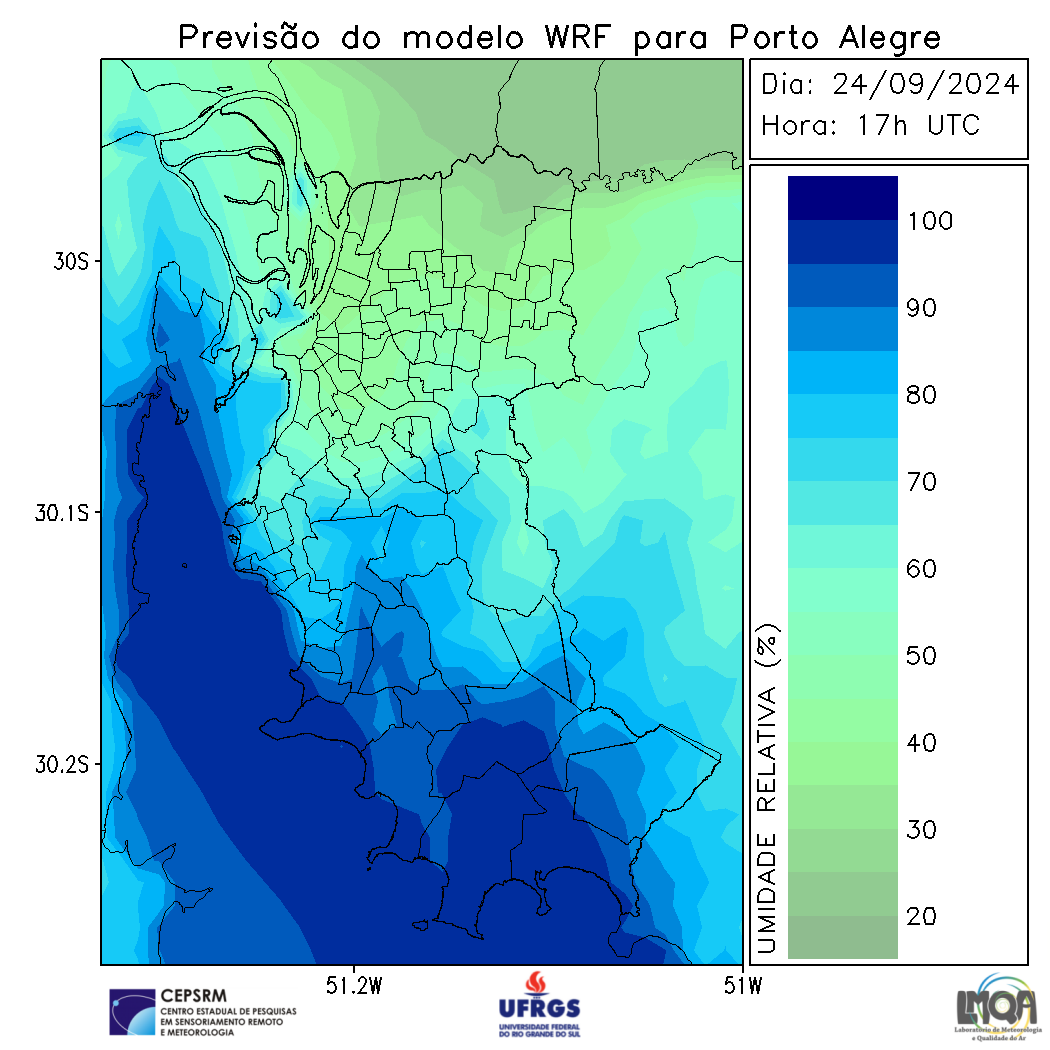 Previsão do modelo WRF para Porto Alegre
Dia: 24/09/2024
Hora: 17h UTC
30S
30.1S
30.2S
51.2W
51W
UMIDADE RELATIVA (%)
100
90
80
70
60
50
40
30
20
CEPSRM
CENTRO ESTADUAL DE PESQUISAS
EM SENSORIAMENTO REMOTO
E METEOROLOGIA
UFRGS
UNIVERSIDADE FEDERAL
DO RIO GRANDE DO SUL
LMQA
Laboratório de Meteorologia
e Qualidade do Ar